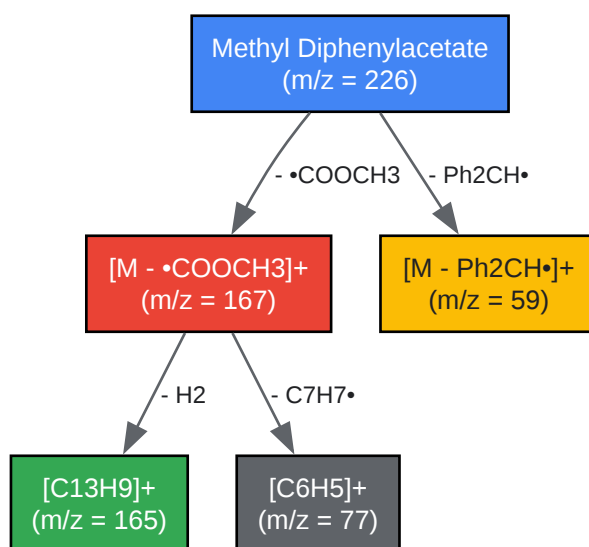 Methyl Diphenylacetate
(m/z = 226)
- •COOCH3
- Ph2CH•
[M - •COOCH3]+
(m/z = 167)
[M - Ph2CH•]+
(m/z = 59)
- H2
- C7H7•
[C13H9]+
(m/z = 165)
[C6H5]+
(m/z = 77)